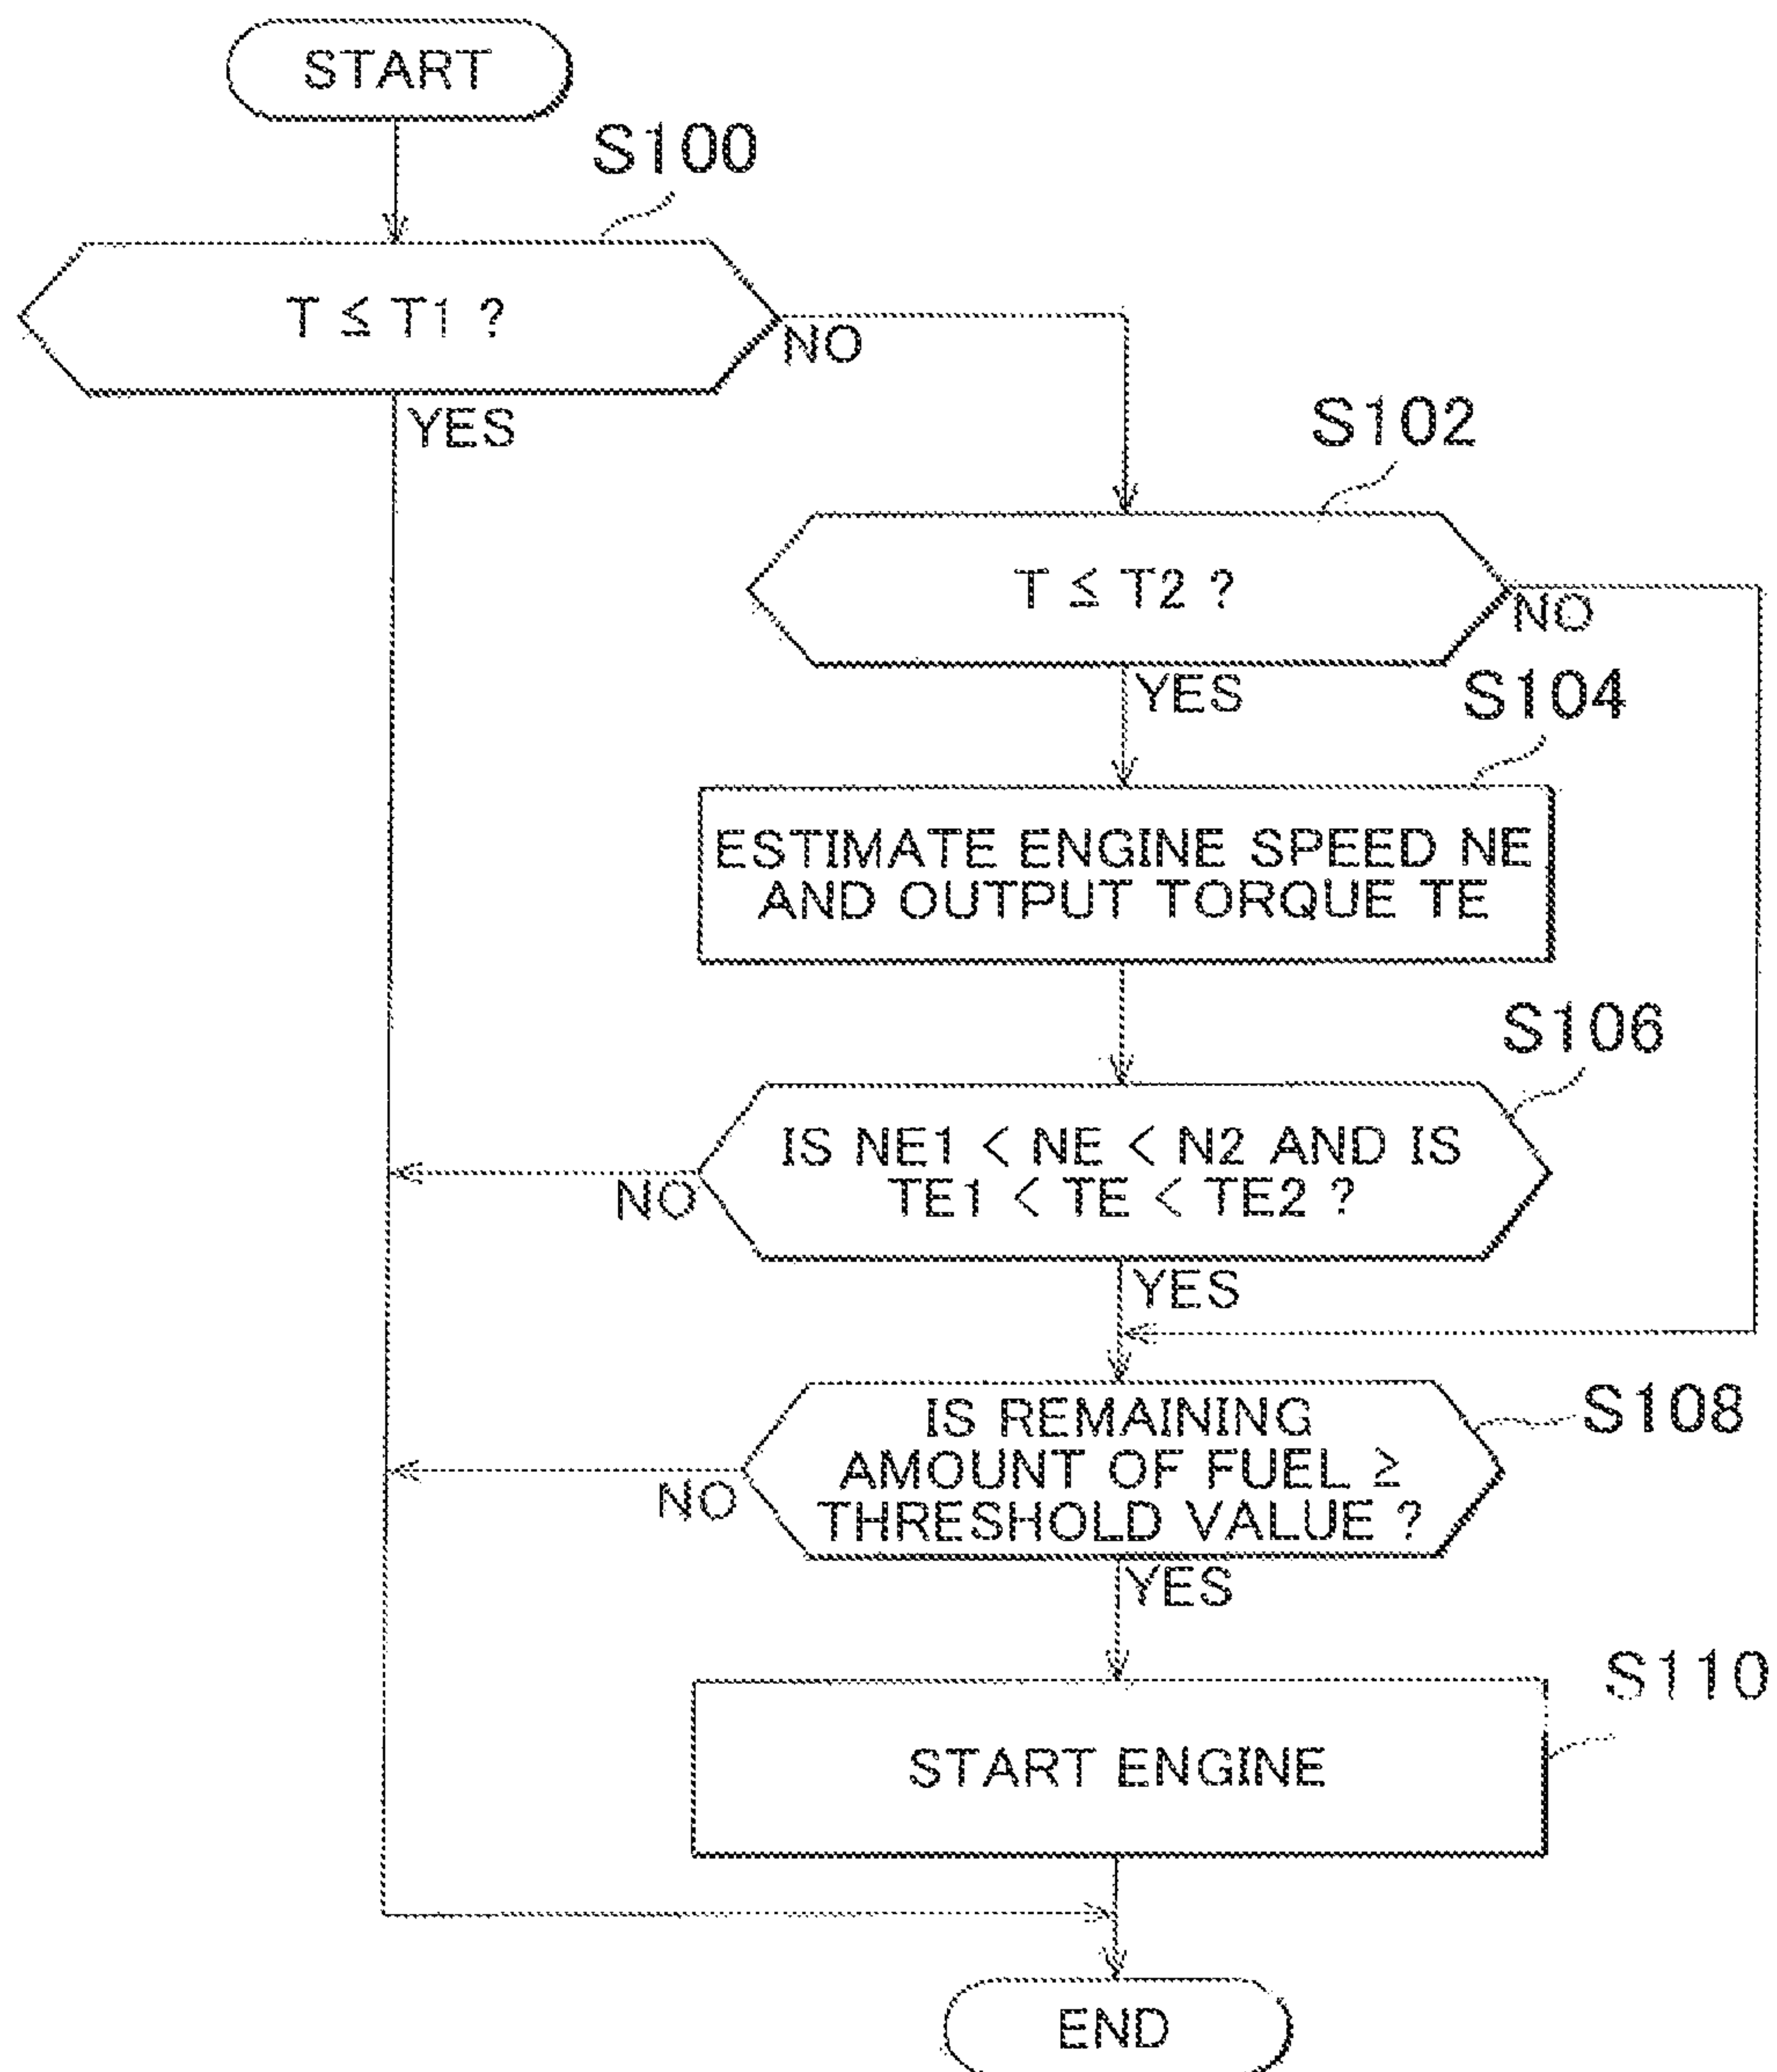 START
S100
T ≤ T1 ?
NO
YES
S102
T ≤ T2 ?
NO
YES
S104
ESTIMATE ENGINE SPEED NE
AND OUTPUT TORQUE TE
S106
IS NE1 < NE < N2 AND IS
TE1 < TE < TE2 ?
NO
YES
S108
IS REMAINING
AMOUNT OF FUEL ≥
THRESHOLD VALUE ?
NO
YES
S110
START ENGINE
END